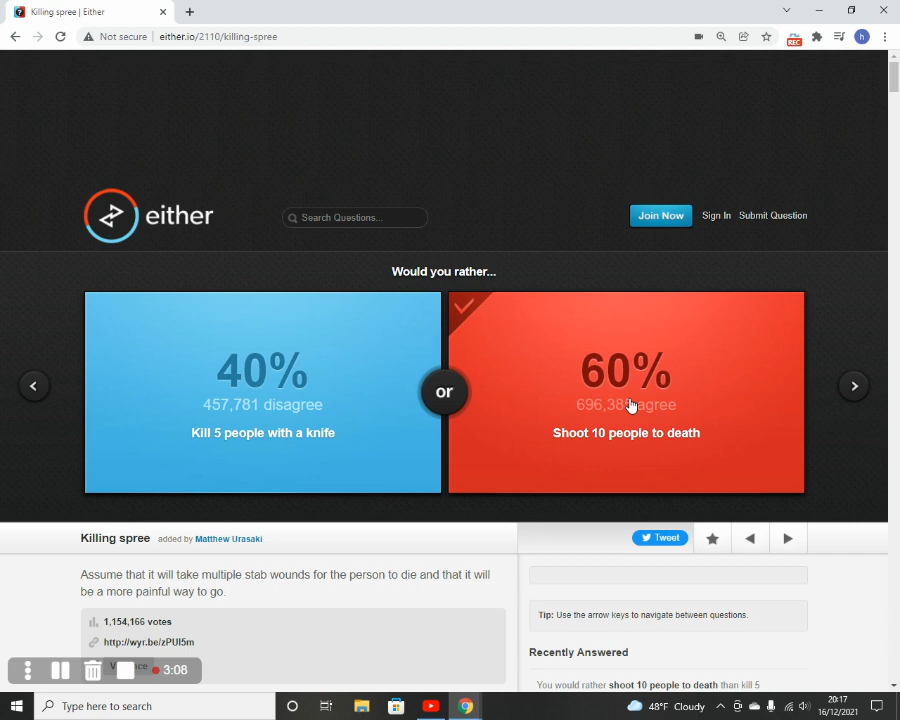 Killing spree | Either
Not secure | either.io/2110/killing-spree
REC
h
either
Search Questions...
Join Now
Sign In
Submit Question
Would you rather...
40%
457,781 disagree
Kill 5 people with a knife
or
60%
agree
Shoot 10 people to death
Killing spree added by Matthew Urasaki
Tweet
Assume that it will take multiple stab wounds for the person to die and that it will
be a more painful way to go.
1,154,166 votes
http://wyr.be/zPUI5m
3:08
Tip: Use the arrow keys to navigate between questions.
Recently Answered
You would rather shoot 10 people to death than kill 5
Type here to search
48°F Cloudy
20:17
16/12/2021